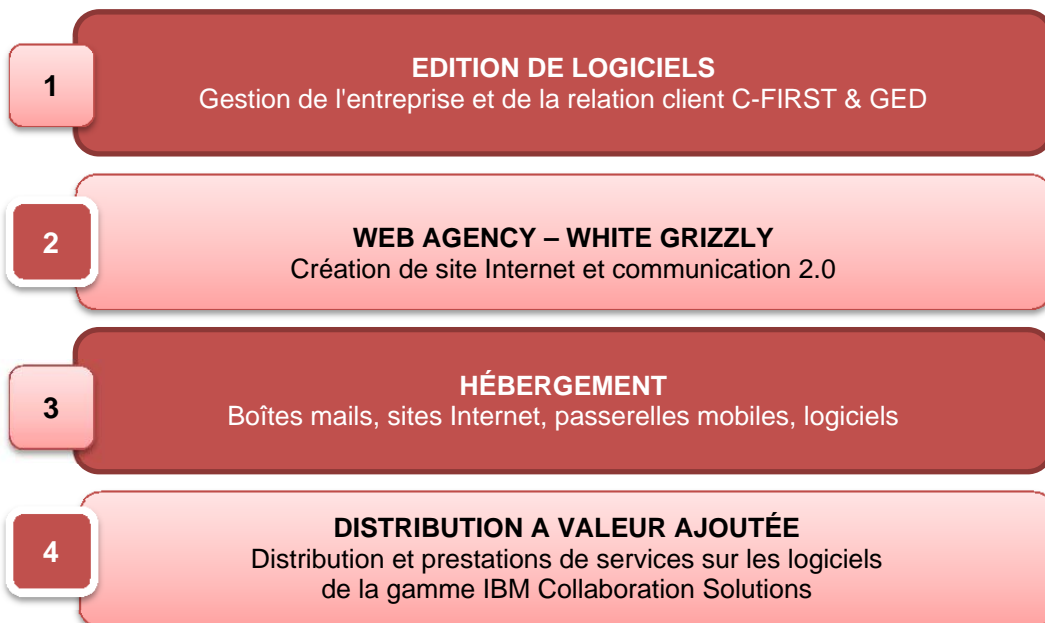 1
EDITION DE LOGICIELS
Gestion de l'entreprise et de la relation client C-FIRST & GED
2
WEB AGENCY – WHITE GRIZZLY
Création de site Internet et communication 2.0
3
HÉBERGEMENT
Boîtes mails, sites Internet, passerelles mobiles, logiciels
4
DISTRIBUTION A VALEUR AJOUTÉE
Distribution et prestations de services sur les logiciels
de la gamme IBM Collaboration Solutions